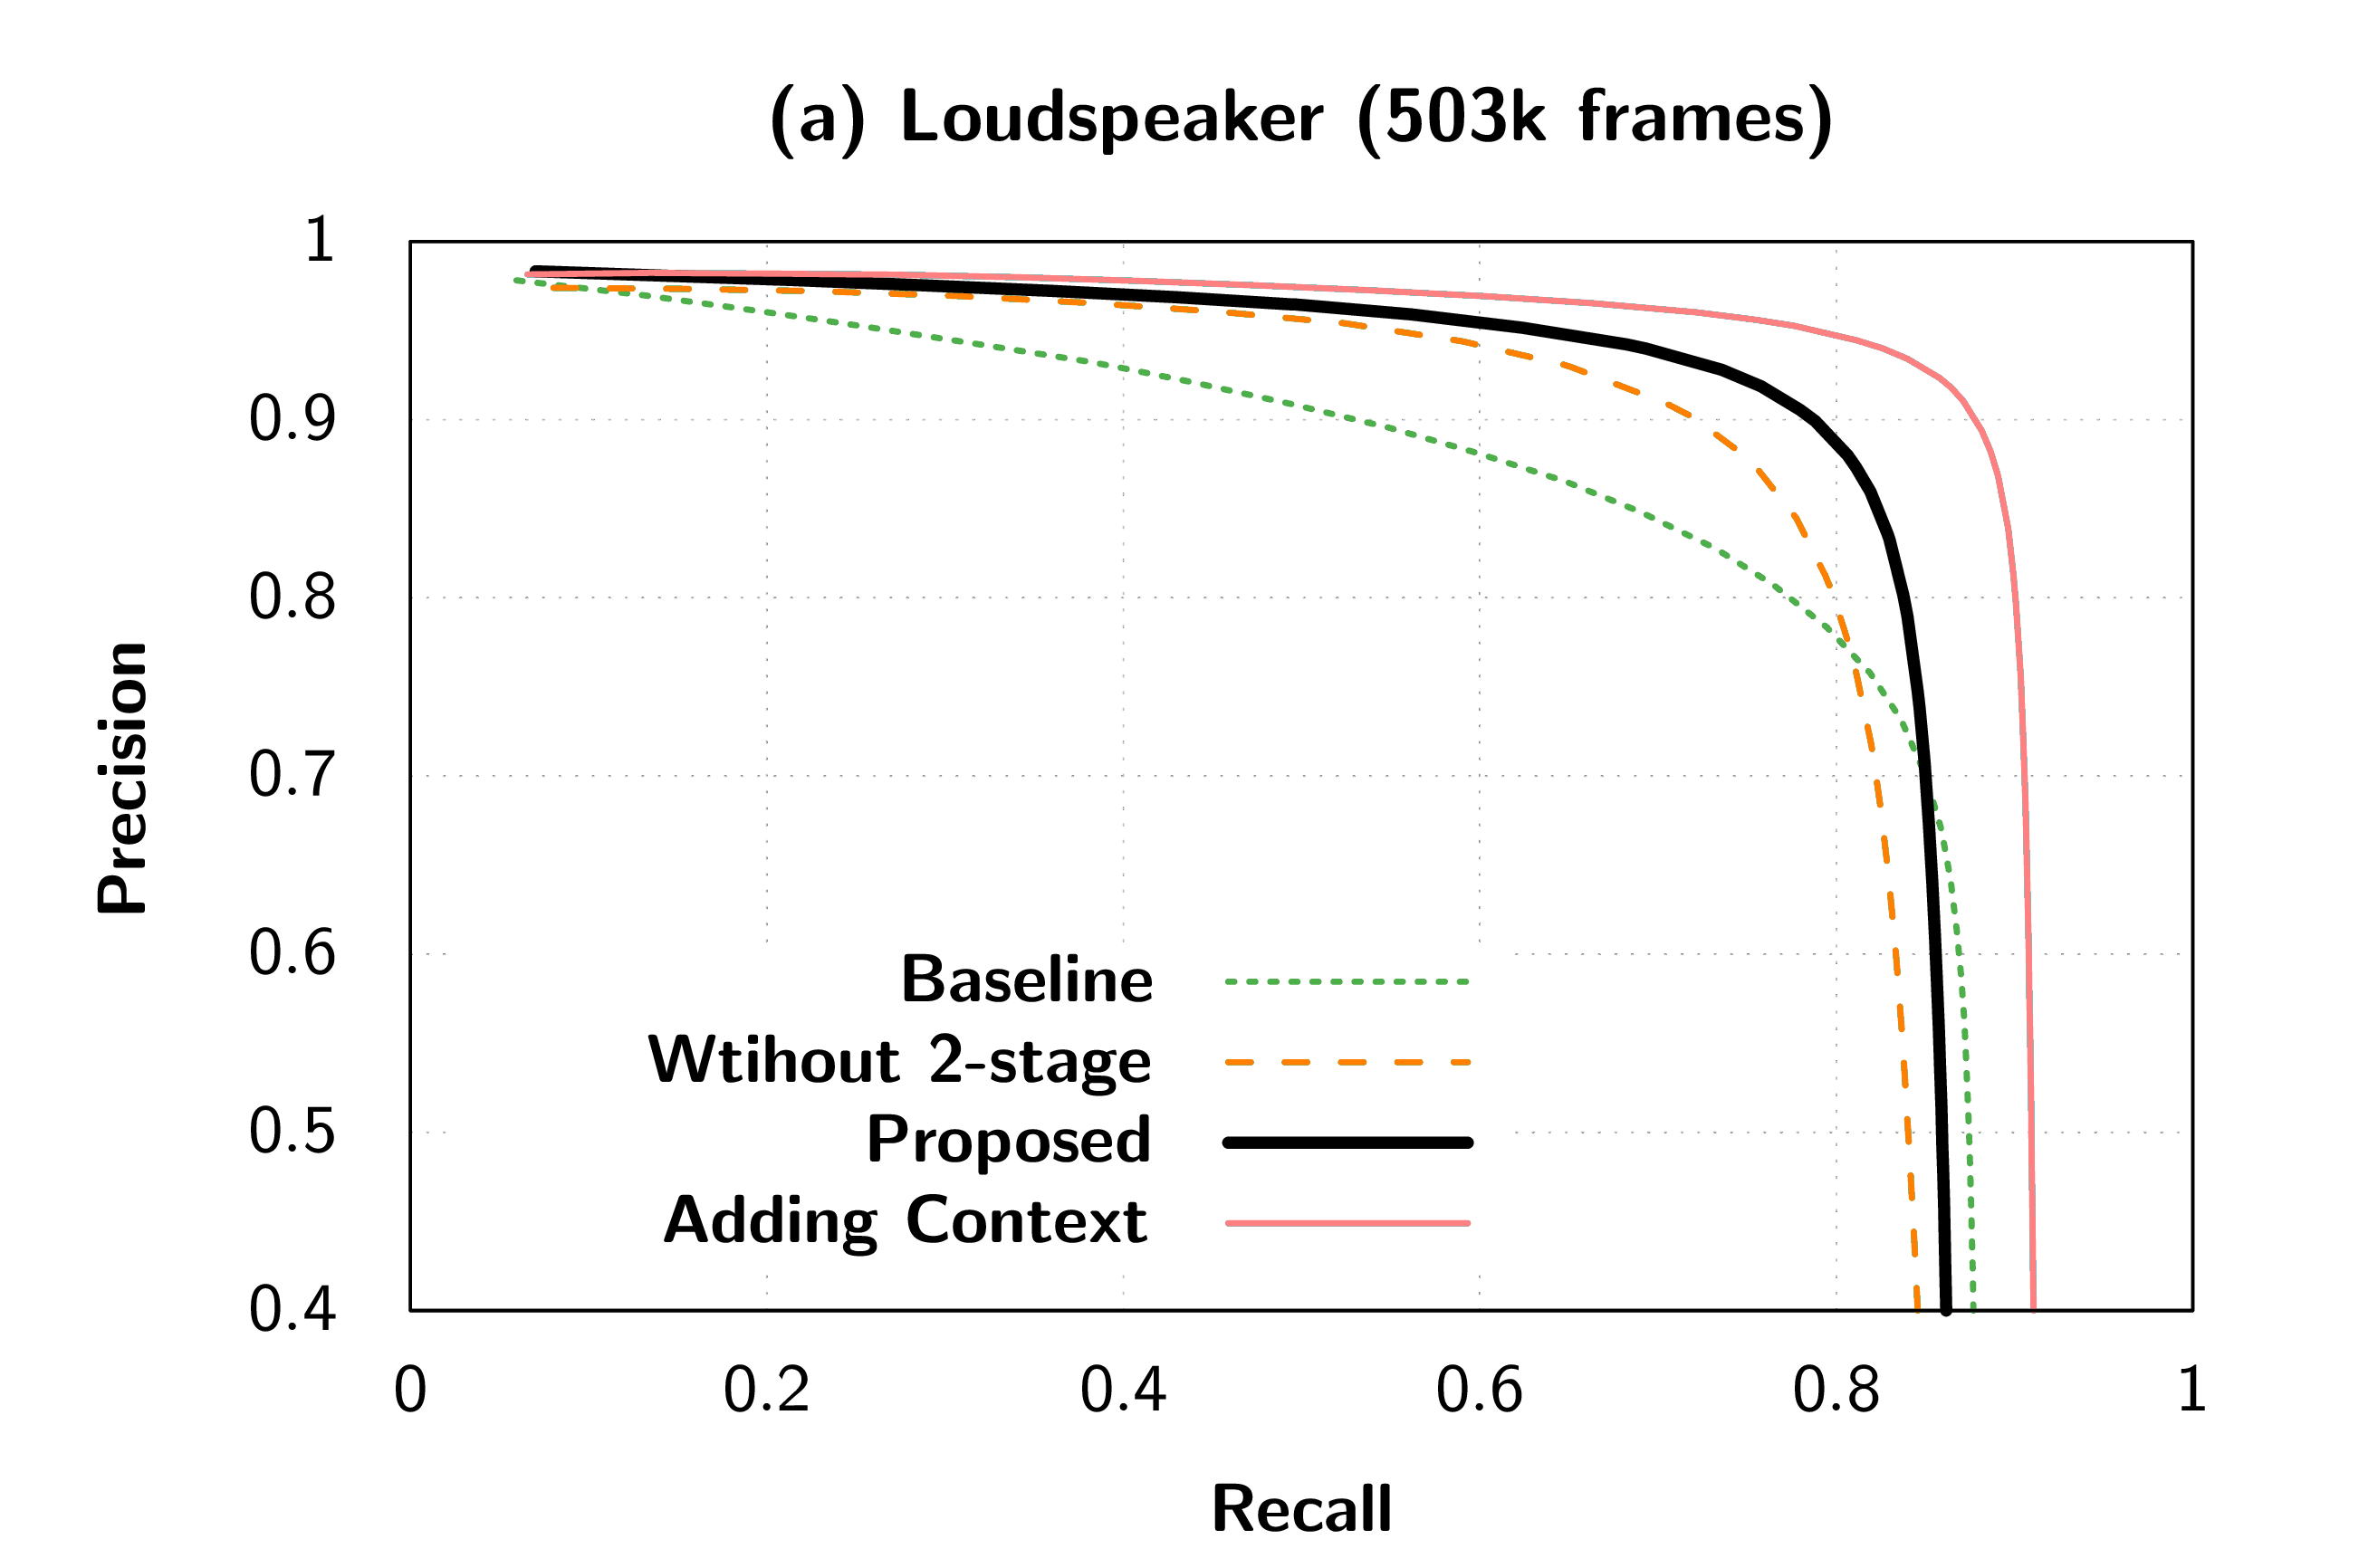 (a) Loudspeaker (503k frames)
1
0.9
0.8
0.7
0.6
0.5
0.4
Precision
Baseline
Wtihout 2-stage
Proposed
Adding Context
0 0.2 0.4 0.6 0.8 1
Recall